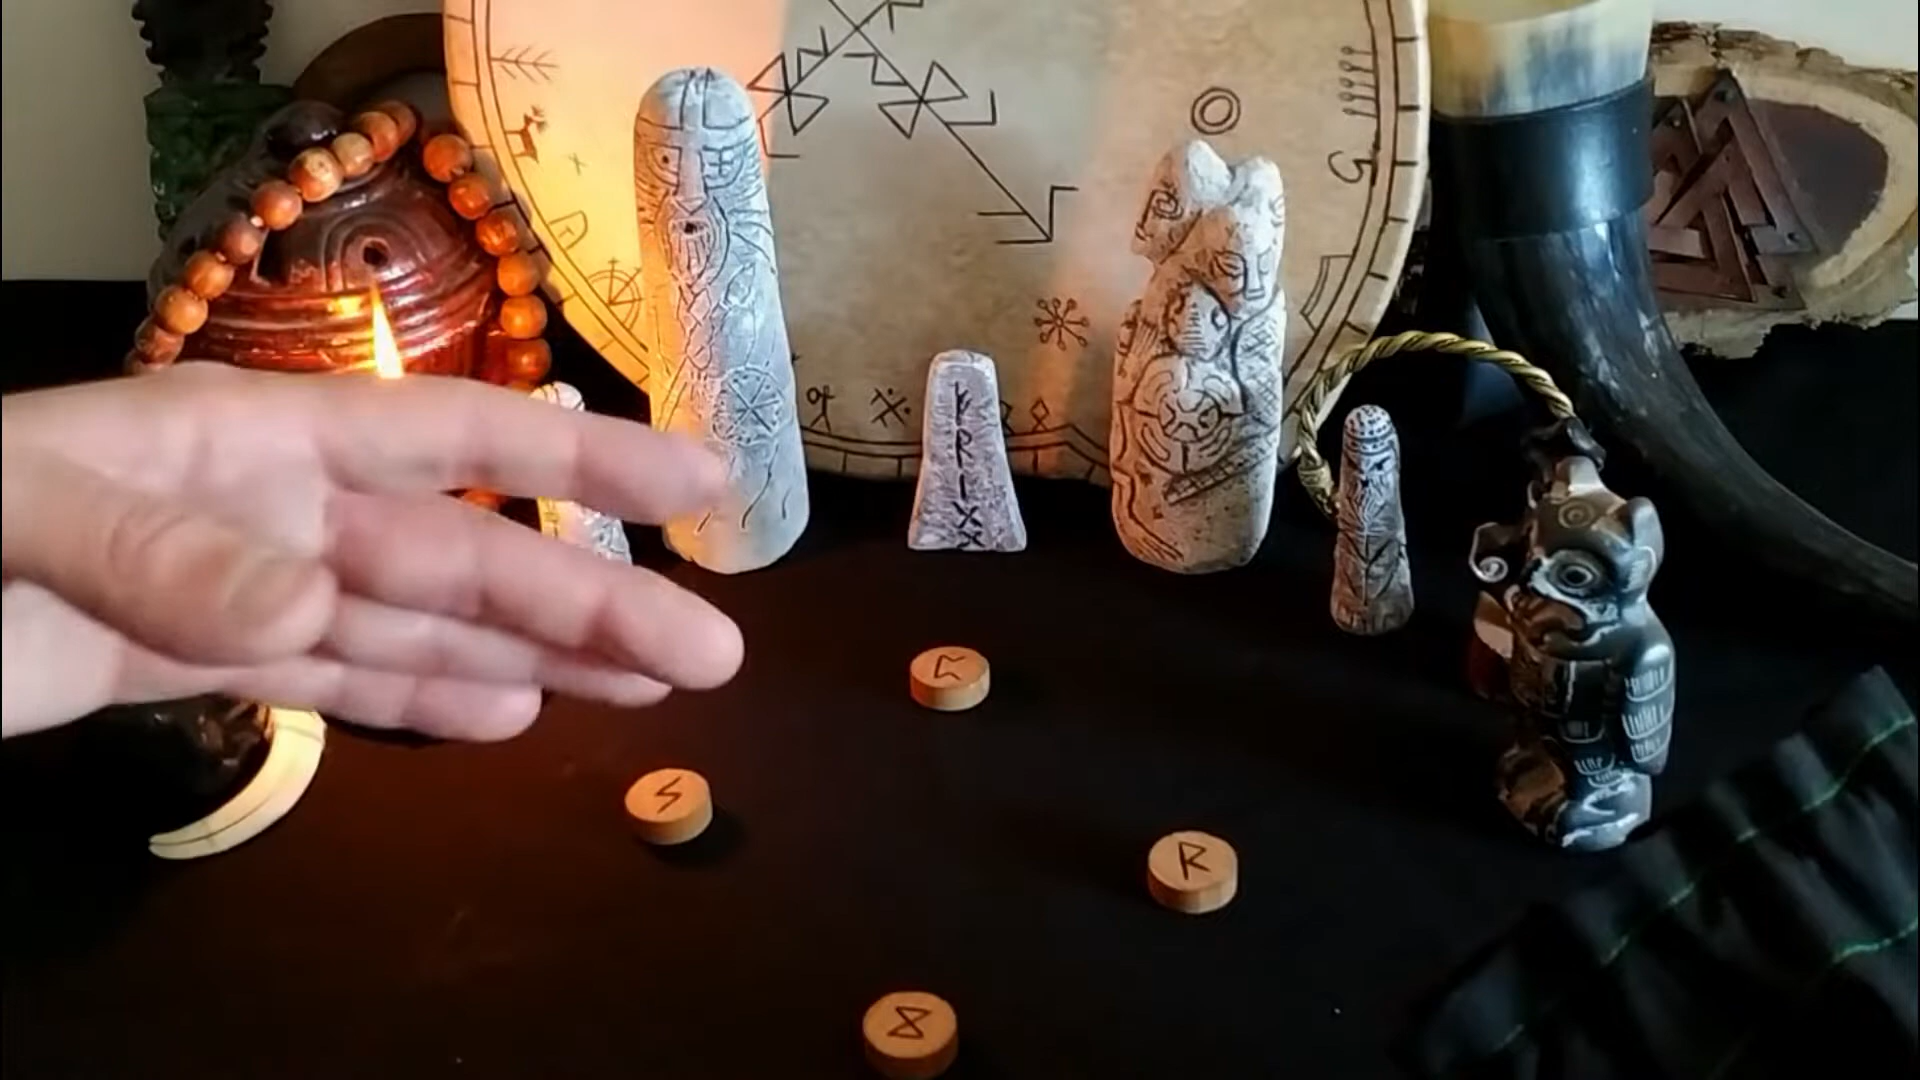 ᚠᚱᛁᚷᚷ
ᛈ
ᛋ
ᚱ
ᛞ